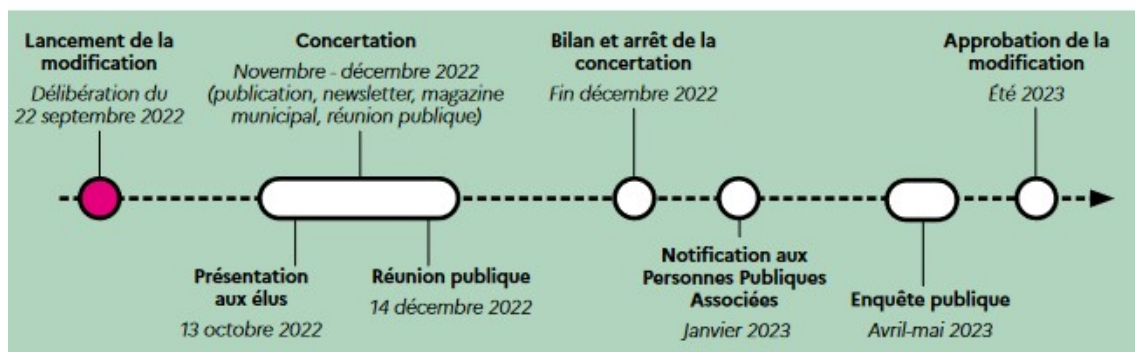 Lancement de la
modification
Délibération du
22 septembre 2022
Concertation
Novembre - décembre 2022
(publication, newsletter, magazine
municipal, réunion publique)
Bilan et arrêt de la
concertation
Fin décembre 2022
Approbation de la
modification
Été 2023
Présentation
aux élus
13 octobre 2022
Réunion publique
14 décembre 2022
Notification aux
Personnes Publiques
Associées
Janvier 2023
Enquête publique
Avril-mai 2023